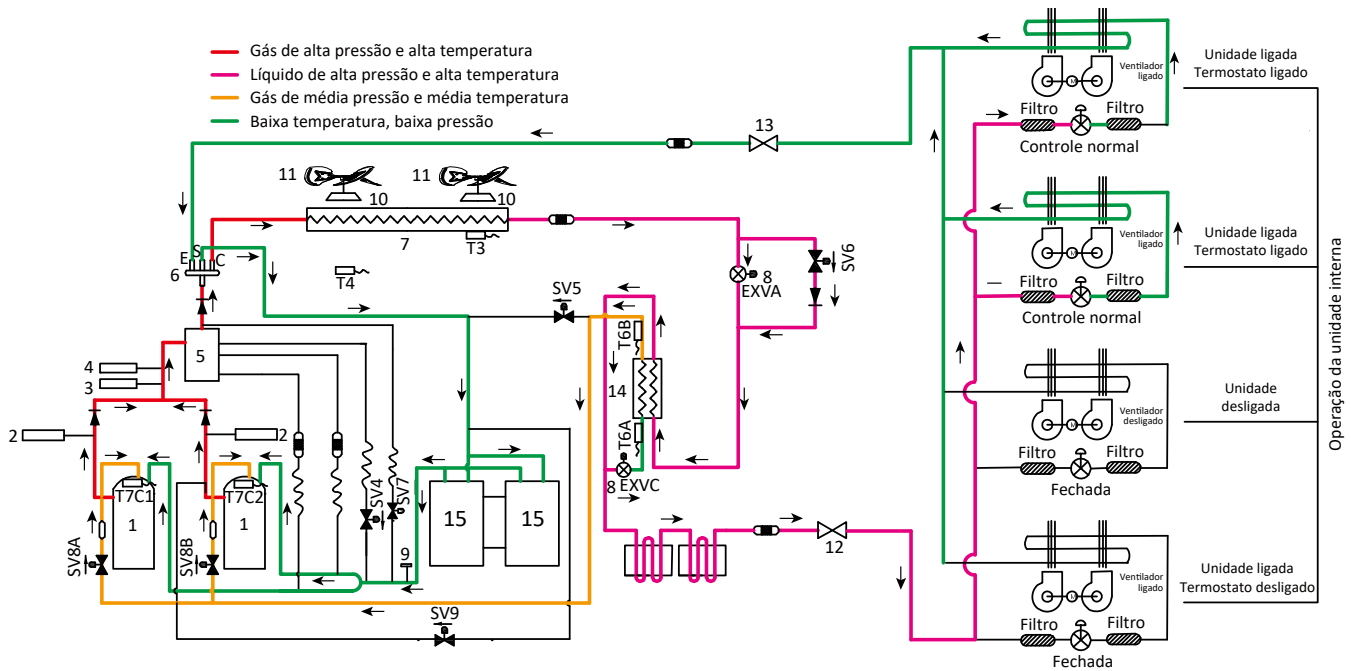 Gás de alta pressão e alta temperatura
Líquido de alta pressão e alta temperatura
Gás de média pressão e média temperatura
Baixa temperatura, baixa pressão
13
11
11
10
10
7
T3
T4
E
S
C
6
5
4
3
2
2
T7C1
T7C2
1
1
SV8A
SV8B
SV4
SV7
9
SV9
15
15
SV5
T6B
14
T6A
8
EXVC
8
EXVA
SV6
12
Ventilador
ligado
M
Filtro
Filtro
Controle normal
Unidade ligada
Termostato ligado
Ventilador
ligado
M
Filtro
Filtro
Controle normal
Unidade ligada
Termostato ligado
Ventilador
desligado
M
Filtro
Filtro
Fechada
Unidade
desligada
Ventilador
ligado
M
Filtro
Filtro
Fechada
Unidade ligada
Termostato desligado
Operação da unidade interna